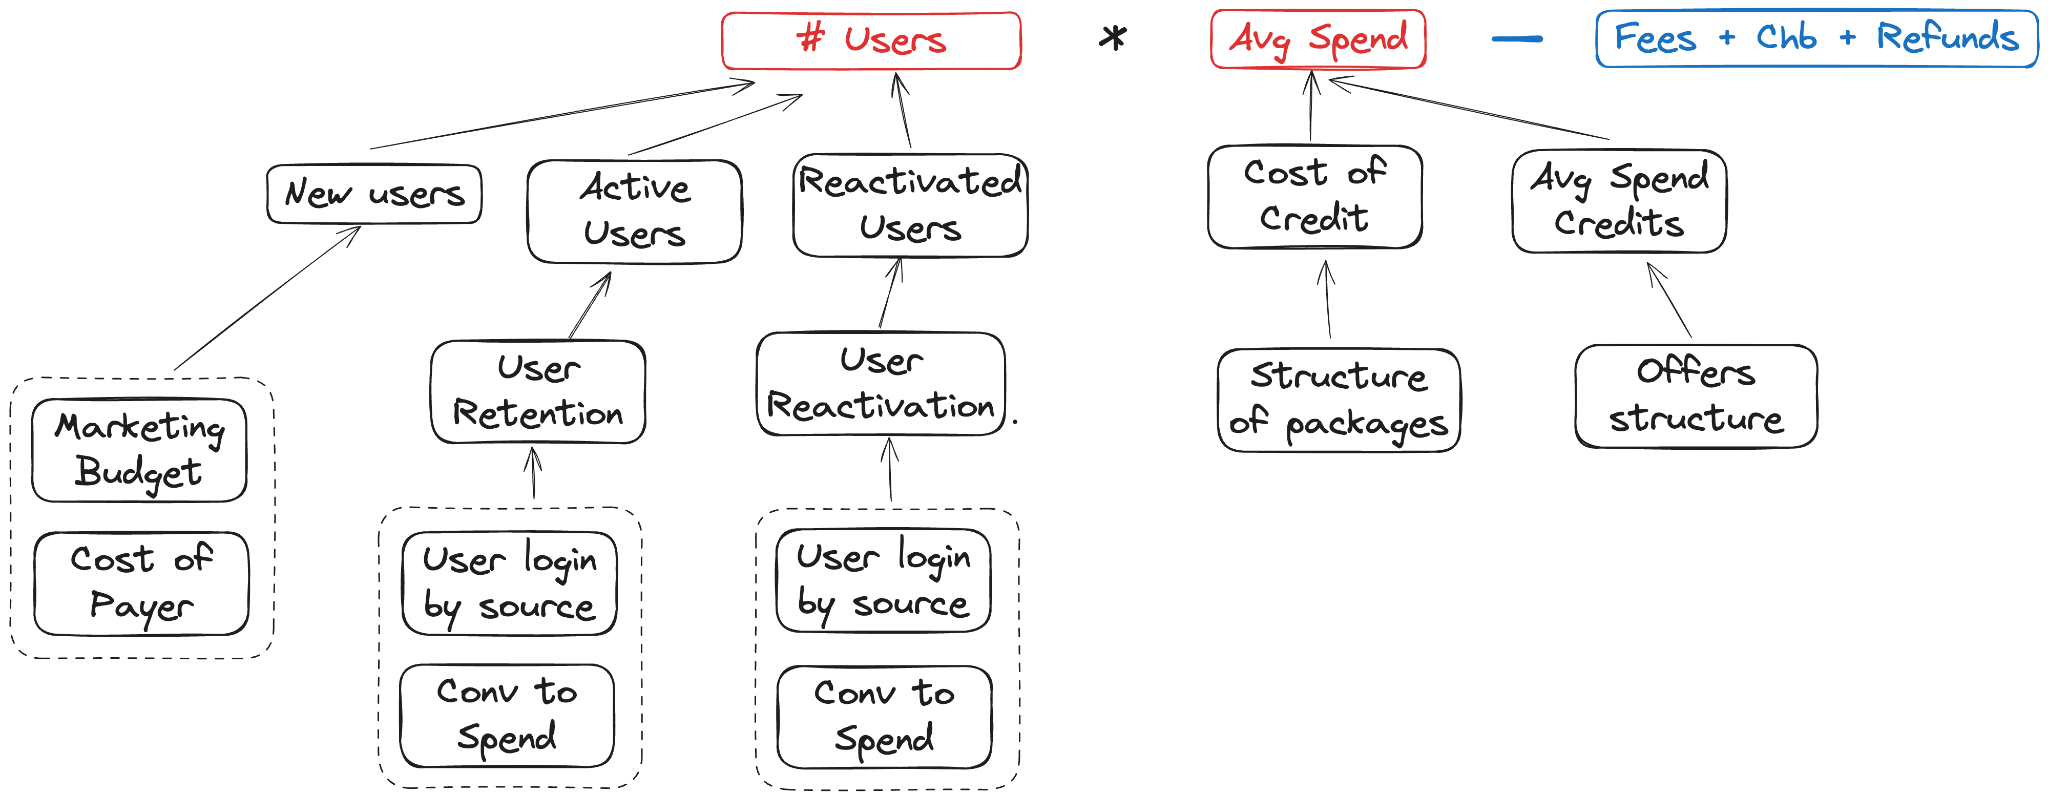 # Users * Avg Spend — Fees + Chb + Refunds
New users
Active
Users
Reactivated
Users
Cost of
Credit
Avg Spend
Credits
Marketing
Budget
Cost of
Payer
User
Retention
User
Reactivation.
Structure
of packages
Offers
structure
User login
by source
Conv to
Spend
User login
by source
Conv to
Spend